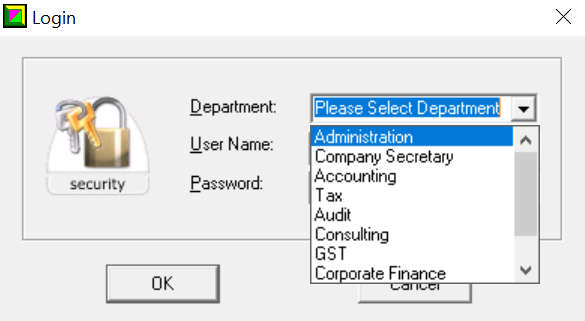 Login
Department:
Please Select Department
User Name:
Password:
security
Administration
Company Secretary
Accounting
Tax
Audit
Consulting
GST
Corporate Finance
OK
Cancel